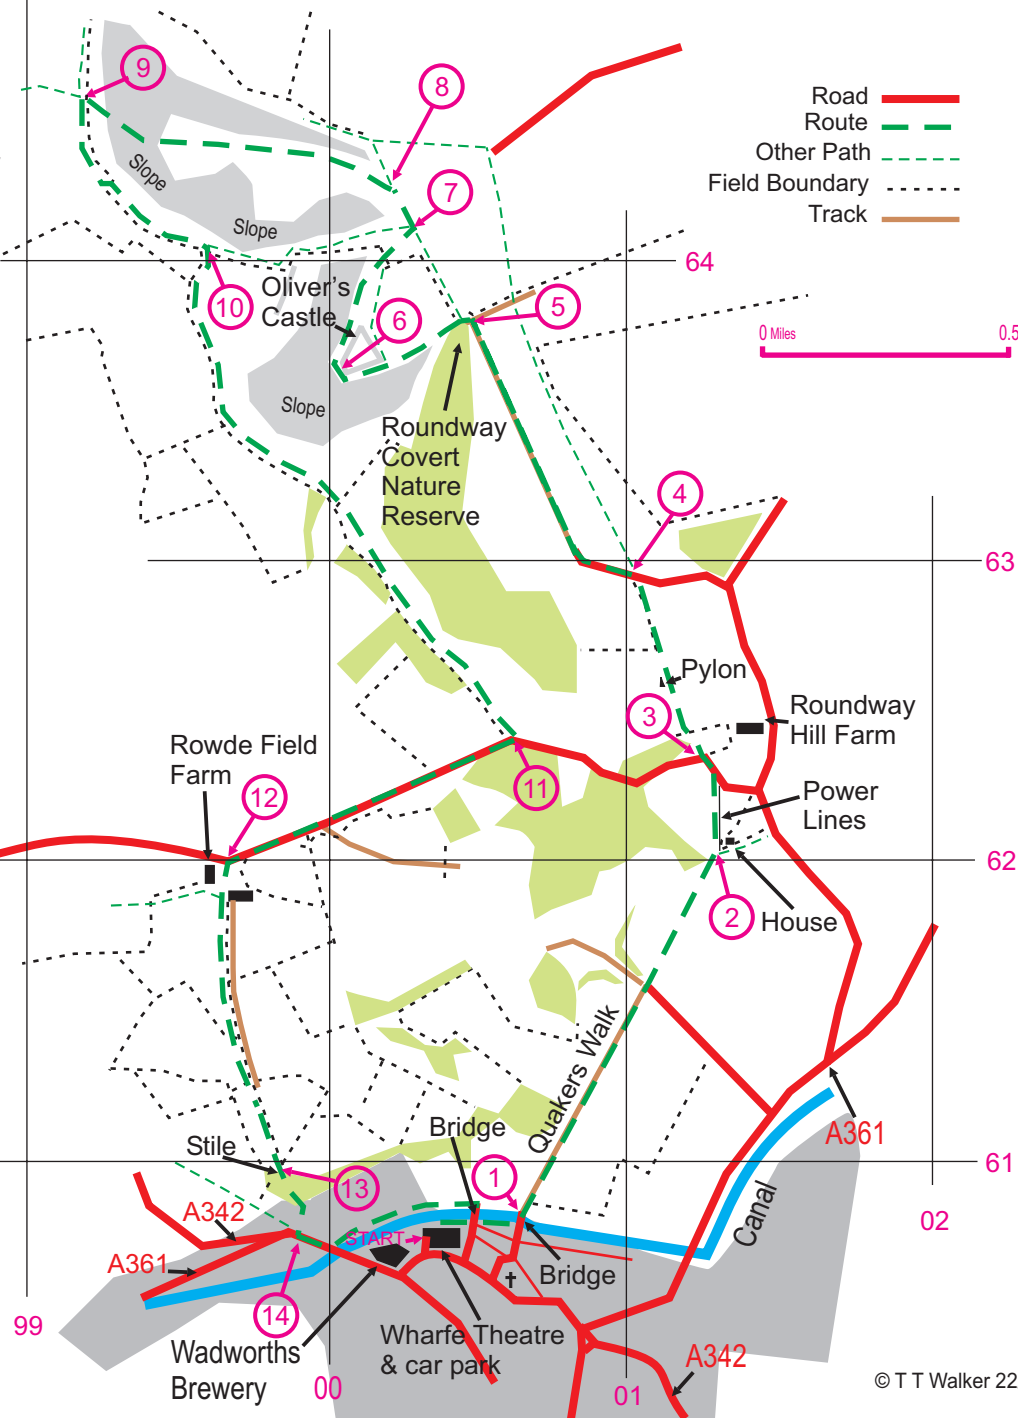 9
8
7
Slope
Slope
Road
Route
Other Path
Field Boundary
Track
64
10
Oliver's
Castle
6
5
0 Miles
0.5
Slope
Roundway
Covert
Nature
Reserve
4
63
Pylon
3
Roundway
Hill Farm
Rowde Field
Farm
12
11
Power
Lines
62
2
House
Quakers Walk
Bridge
Stile
13
1
A361
61
A342
START
Canal
02
A361
Bridge
14
99
Wharfe Theatre
& car park
Wadworths
Brewery
A342
00
01
© T T Walker 22